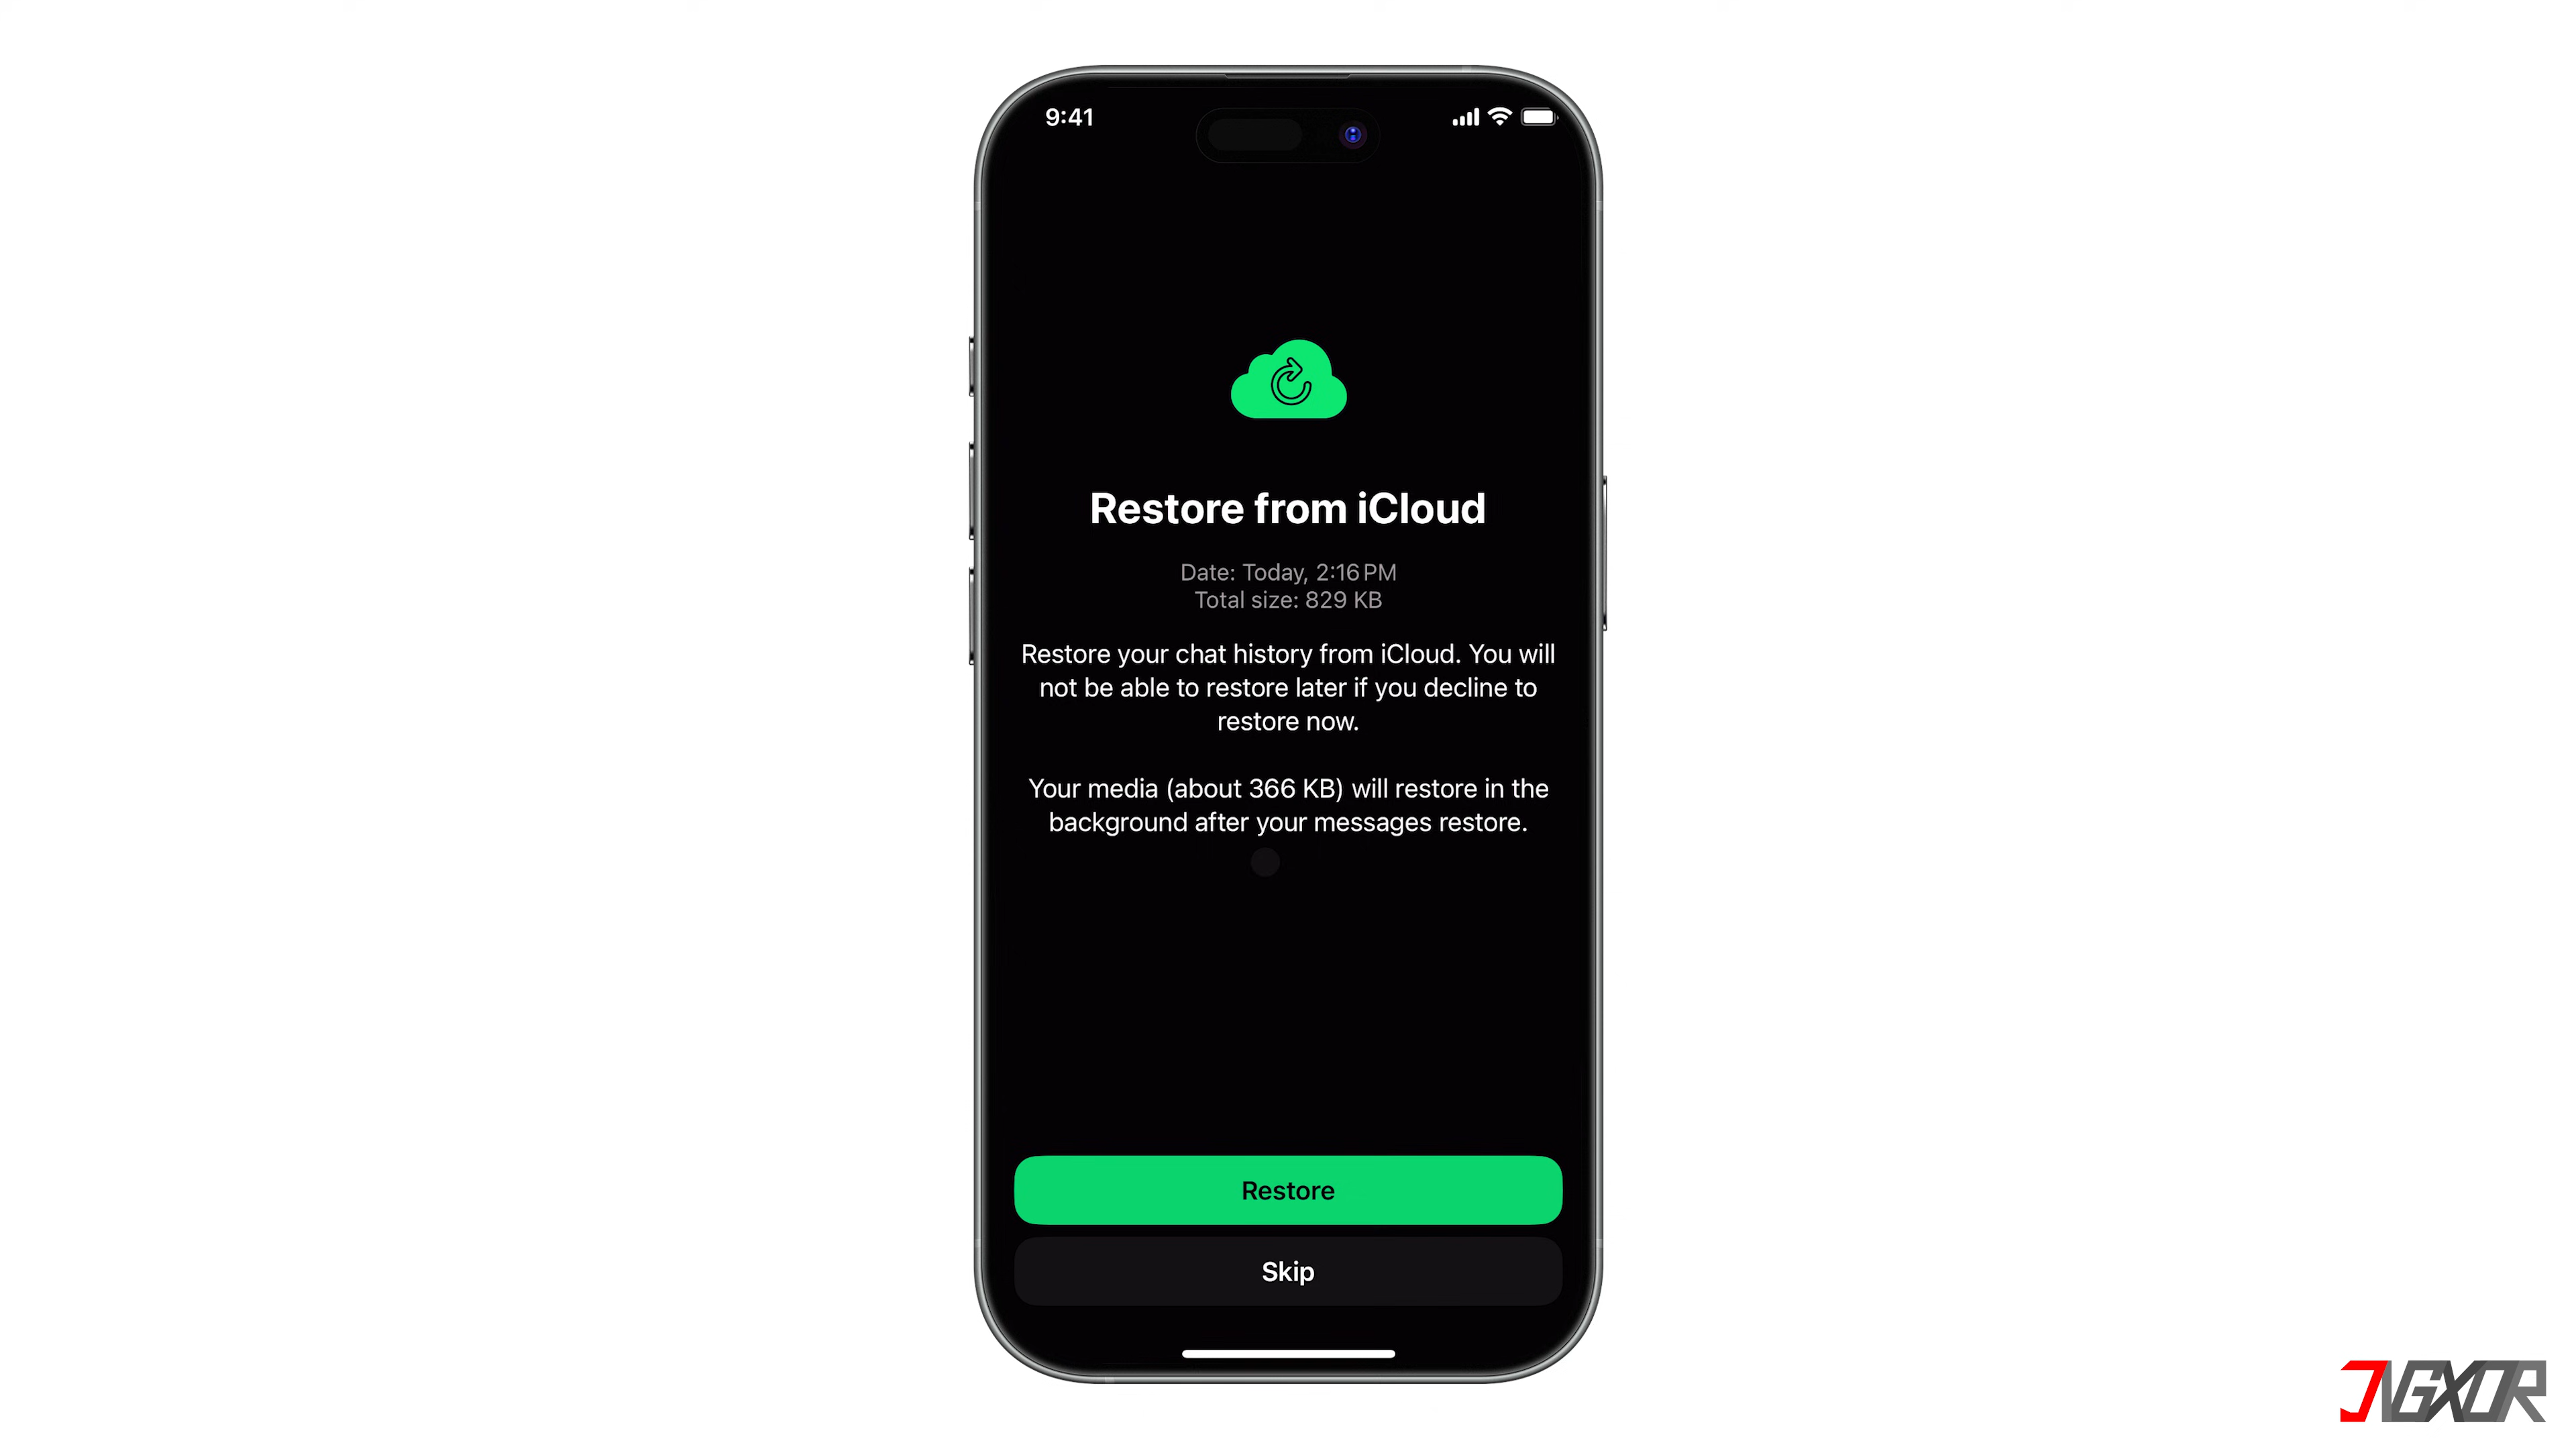 9:41
Restore from iCloud
Date: Today, 2:16 PM
Total size: 829 KB
Restore your chat history from iCloud. You will
not be able to restore later if you decline to
restore now.
Your media (about 366 KB) will restore in the
background after your messages restore.
Restore
Skip
JNGXOR